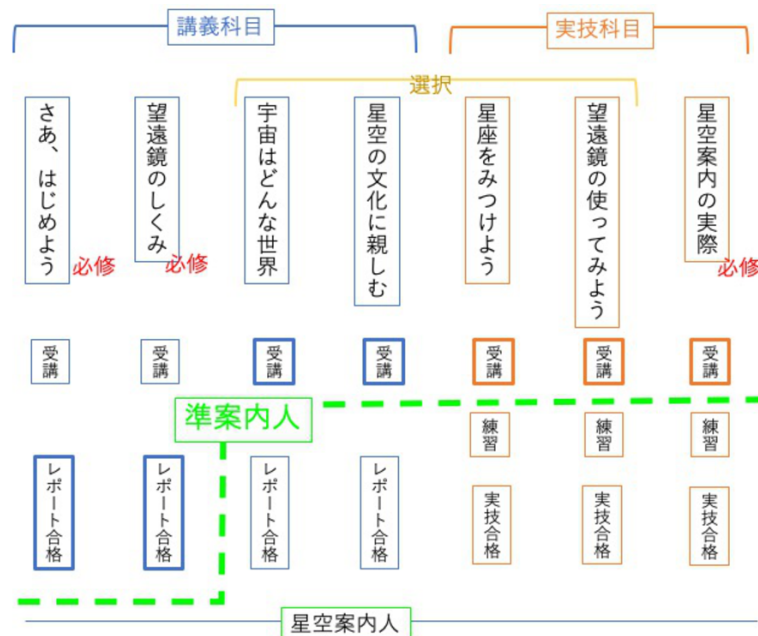 講義科目
実技科目
選択
さあ、はじめよう
必修
望遠鏡のしくみ
必修
宇宙はどんな世界
星空の文化に親しむ
星座をみつけよう
望遠鏡の使ってみよう
星空案内の実際
必修
受講
受講
受講
受講
受講
受講
受講
準案内人
練習
練習
練習
レポート合格
レポート合格
レポート合格
レポート合格
実技合格
実技合格
実技合格
星空案内人